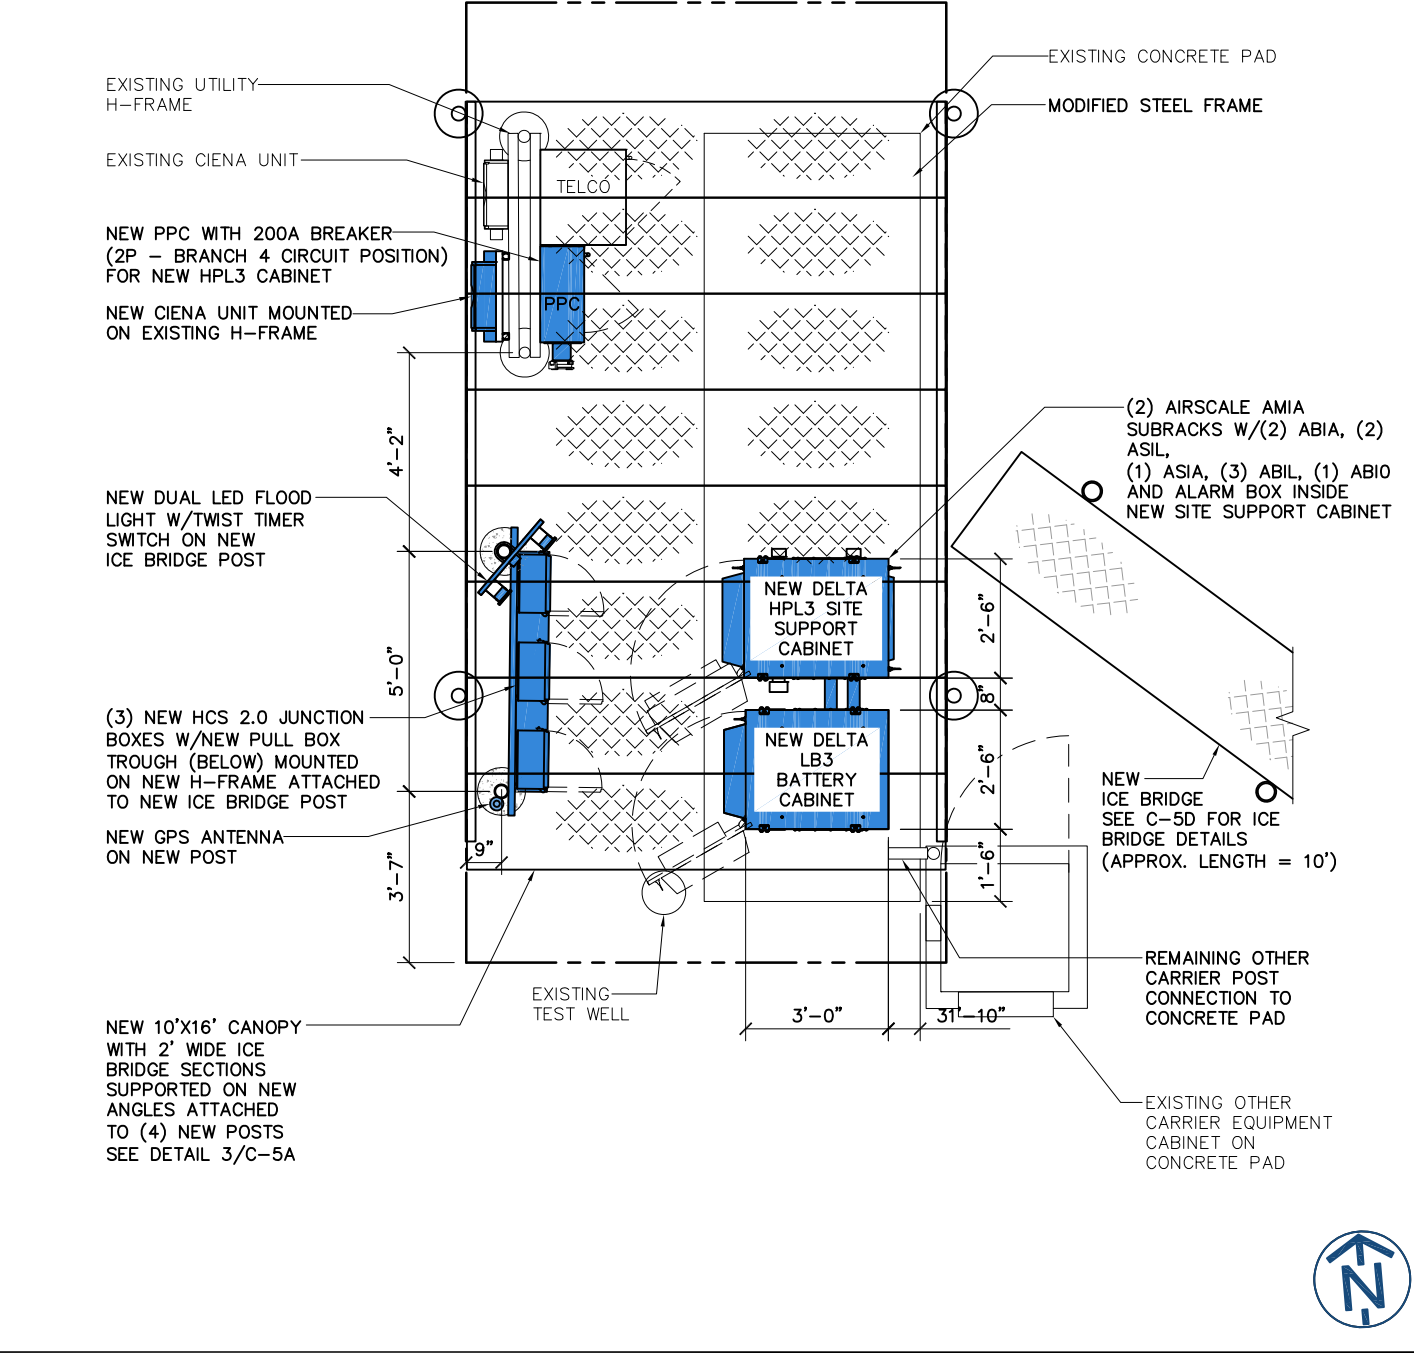 EXISTING UTILITY
H-FRAME
EXISTING CIENA UNIT
NEW PPC WITH 200A BREAKER
(2P - BRANCH 4 CIRCUIT POSITION)
FOR NEW HPL3 CABINET
NEW CIENA UNIT MOUNTED
ON EXISTING H-FRAME
NEW DUAL LED FLOOD
LIGHT W/TWIST TIMER
SWITCH ON NEW
ICE BRIDGE POST
(3) NEW HCS 2.0 JUNCTION
BOXES W/NEW PULL BOX
TROUGH (BELOW) MOUNTED
ON NEW H-FRAME ATTACHED
TO NEW ICE BRIDGE POST
NEW GPS ANTENNA
ON NEW POST
NEW 10'X16' CANOPY
WITH 2' WIDE ICE
BRIDGE SECTIONS
SUPPORTED ON NEW
ANGLES ATTACHED
TO (4) NEW POSTS
SEE DETAIL 3/C-5A
4'-2"
5'-0"
3'-7"
9"
TELCO
PPC
NEW DELTA
HPL3 SITE
SUPPORT
CABINET
NEW DELTA
LB3
BATTERY
CABINET
EXISTING
TEST WELL
3'-0"
31'-10"
2'-6"
8"
2'-6"
1'-6"
EXISTING CONCRETE PAD
MODIFIED STEEL FRAME
(2) AIRSCALE AMIA
SUBRACKS W/(2) ABIA, (2)
ASIL,
(1) ASIA, (3) ABIL, (1) ABIO
AND ALARM BOX INSIDE
NEW SITE SUPPORT CABINET
NEW
ICE BRIDGE
SEE C-5D FOR ICE
BRIDGE DETAILS
(APPROX. LENGTH = 10')
REMAINING OTHER
CARRIER POST
CONNECTION TO
CONCRETE PAD
EXISTING OTHER
CARRIER EQUIPMENT
CABINET ON
CONCRETE PAD
N